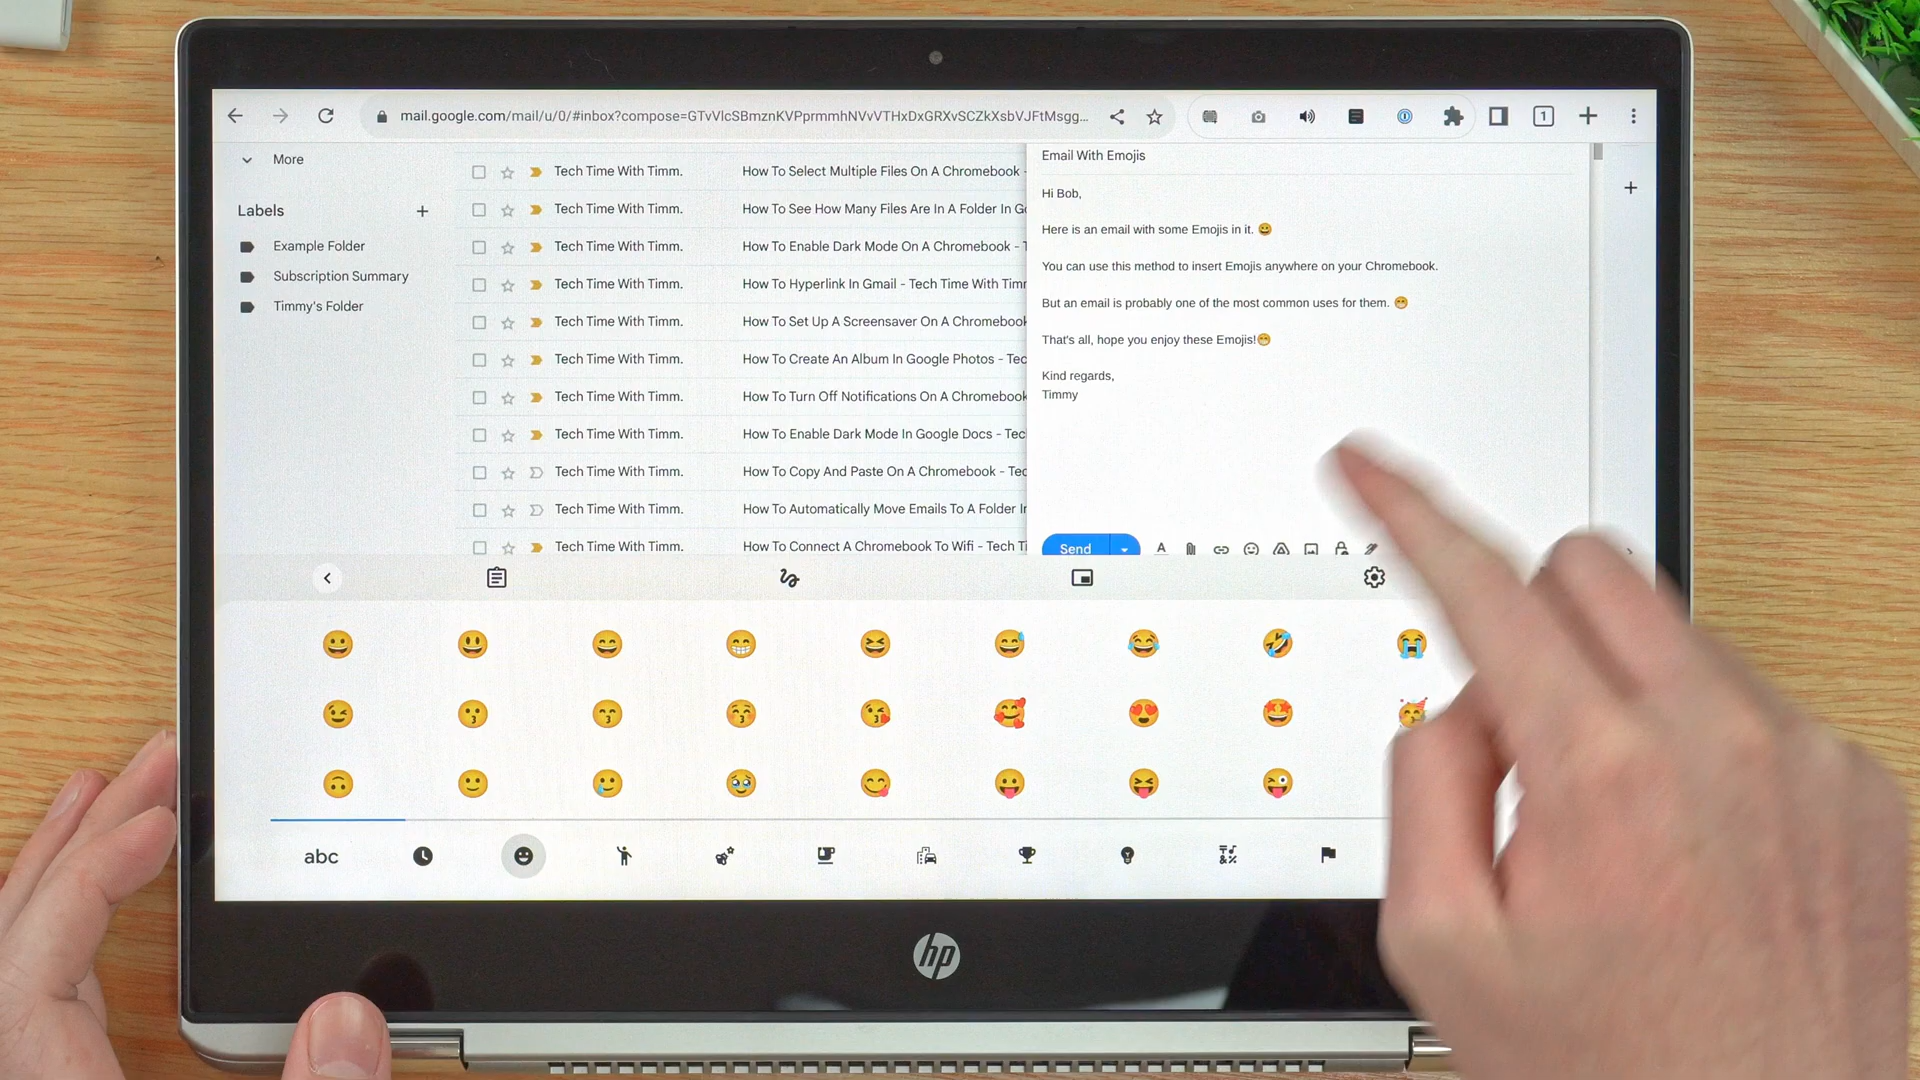 mail.google.com/mail/u/0/#inbox?compose=GTvVlcSBmznKVPprmmhNVvVTHxDxGRXvSCZkXsbVJFtMsgg...
1
More
Labels
Example Folder
Subscription Summary
Timmy's Folder
Tech Time With Timm. How To Select Multiple Files On A Chromebook -
Tech Time With Timm. How To See How Many Files Are In A Folder In Go
Tech Time With Timm. How To Enable Dark Mode On A Chromebook - T
Tech Time With Timm. How To Hyperlink In Gmail - Tech Time With Timm
Tech Time With Timm. How To Set Up A Screensaver On A Chromebook
Tech Time With Timm. How To Create An Album In Google Photos - Tec
Tech Time With Timm. How To Turn Off Notifications On A Chromebook
Tech Time With Timm. How To Enable Dark Mode In Google Docs - Tec
Tech Time With Timm. How To Copy And Paste On A Chromebook - Tec
Tech Time With Timm. How To Automatically Move Emails To A Folder In
Tech Time With Timm. How To Connect A Chromebook To Wifi - Tech Ti
Email With Emojis
Hi Bob,
Here is an email with some Emojis in it. 😀
You can use this method to insert Emojis anywhere on your Chromebook.
But an email is probably one of the most common uses for them. 😁
That's all, hope you enjoy these Emojis!😁
Kind regards,
Timmy
Send
abc
hp